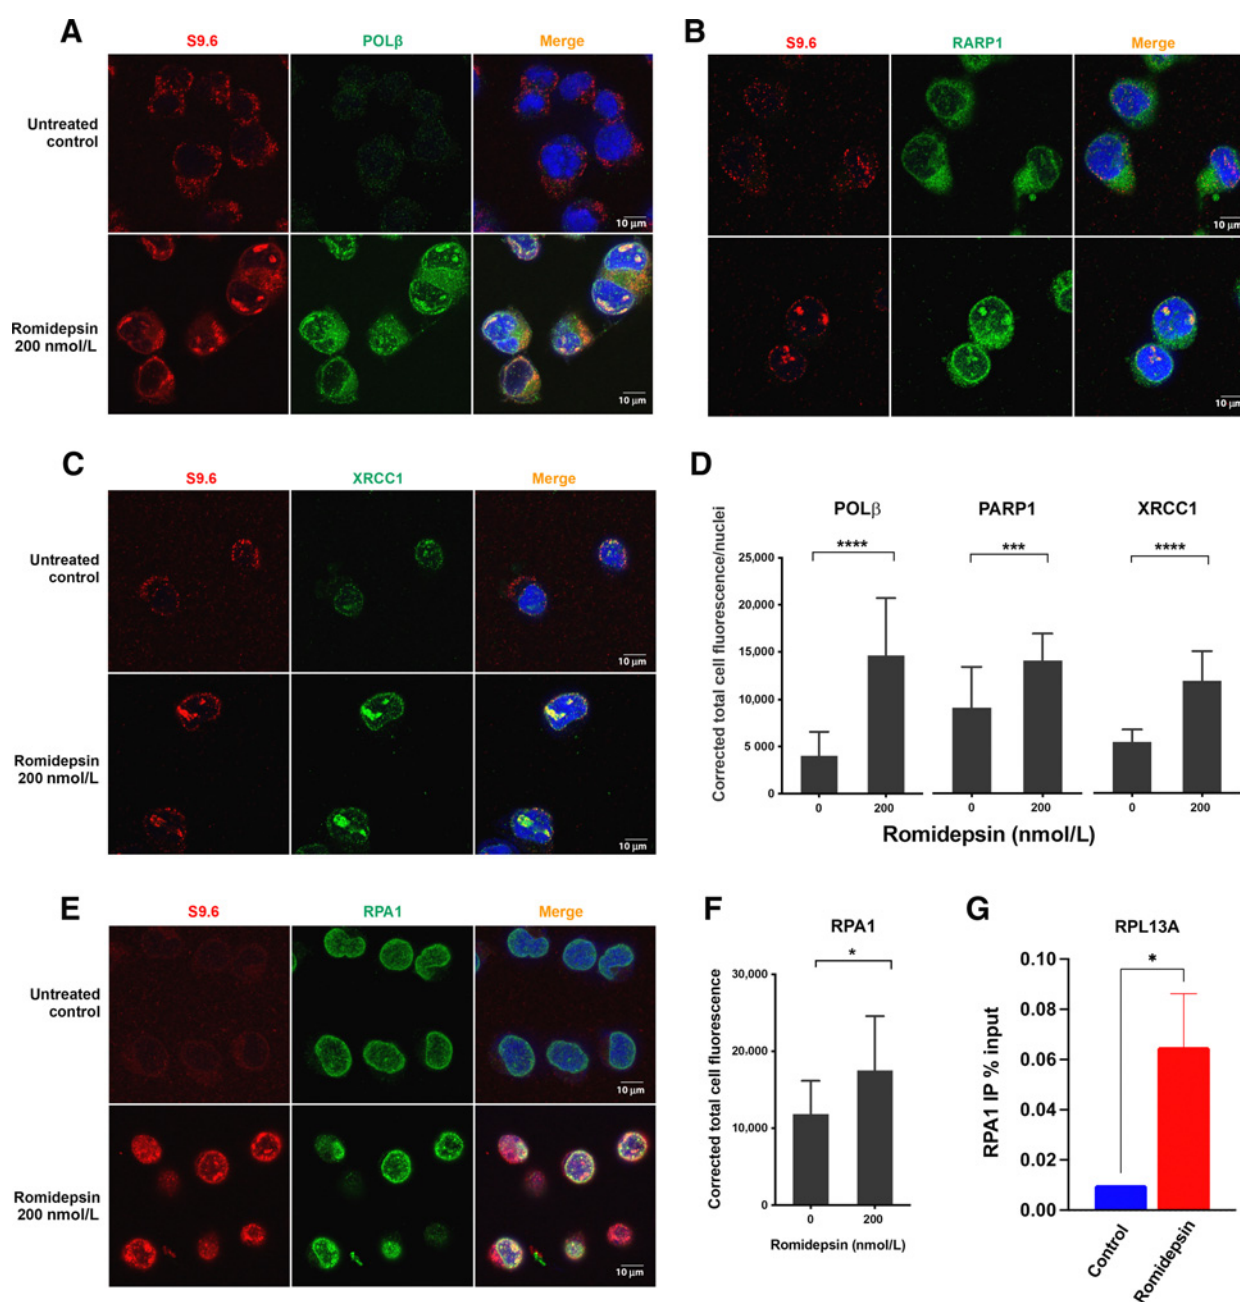 A
S9.6 POLβ Merge
Untreated
control
10 μm
Romidepsin
200 nmol/L
10 μm
B
S9.6 RARP1 Merge
10 μm
10 μm
C
S9.6 XRCC1 Merge
Untreated
control
10 μm
Romidepsin
200 nmol/L
10 μm
D
POLβ PARP1 XRCC1
**** *** ****
Corrected total cell fluorescence/nuclei
25,000
20,000
15,000
10,000
5 000
0
0 200 0 200 0 200
Romidepsin (nmol/L)
E
S9.6 RPA1 Merge
Untreated
control
10 μm
Romidepsin
200 nmol/L
10 μm
F
RPA1
*
Corrected total cell fluorescence
30,000
20,000
10,000
0
0 200
Romidepsin (nmol/L)
G
RPL13A
*
RPA1 IP % input
0.10
0.08
0.06
0.04
0.02
0.00
Control
Romidepsin